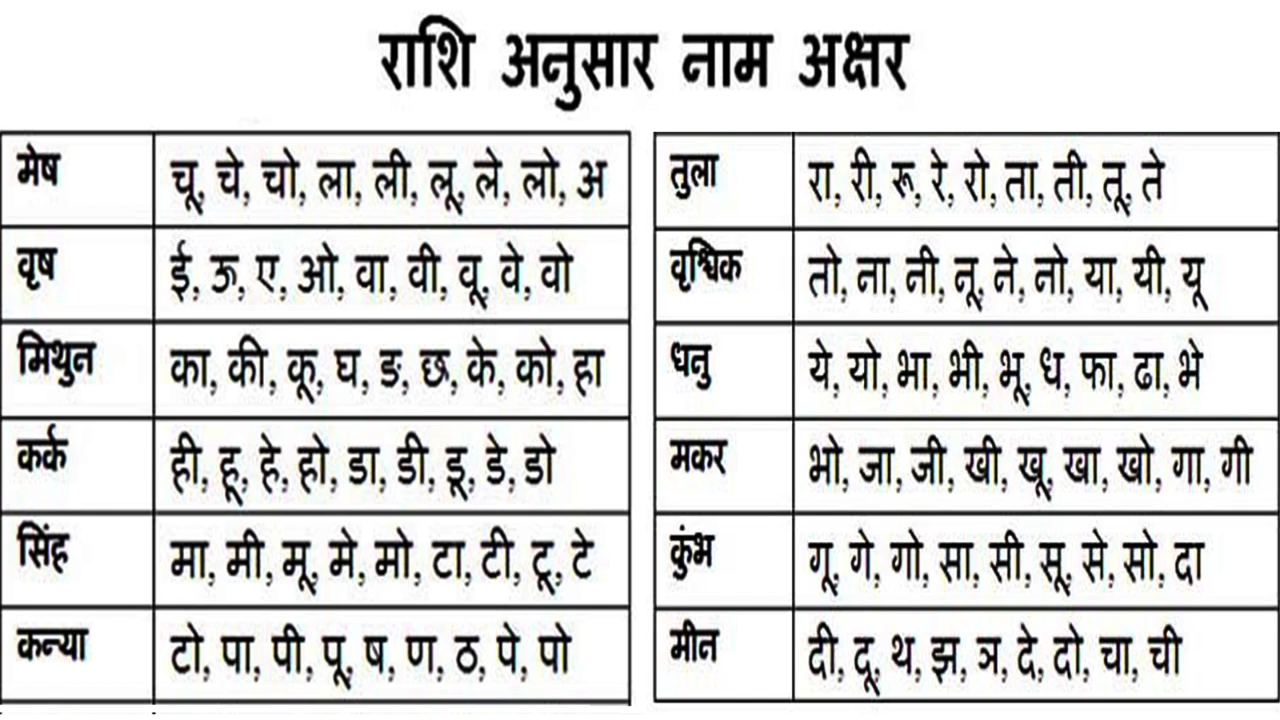 राशि अनुसार नाम अक्षर
मेष चू, चे, चो, ला, ली, लू, ले, लो, अ
वृष ई, ऊ, ए, ओ, वा, वी, वू, वे, वो
मिथुन का, की, कू, घ, ङ, छ, के, को, हा
कर्क ही, हू, हे, हो, डा, डी, डू, डे, डो
सिंह मा, मी, मू, मे, मो, टा, टी, टू, टे
कन्या टो, पा, पी, पू, ष, ण, ठ, पे, पो
तुला रा, री, रू, रे, रो, ता, ती, तू, ते
वृश्चिक तो, ना, नी, नू, ने, नो, या, यी, यू
धनु ये, यो, भा, भी, भू, ध, फा, ढा, भे
मकर भो, जा, जी, खी, खू, खा, खो, गा, गी
कुंभ गू, गे, गो, सा, सी, सू, से, सो, दा
मीन दी, दू, थ, झ, ञ, दे, दो, चा, ची